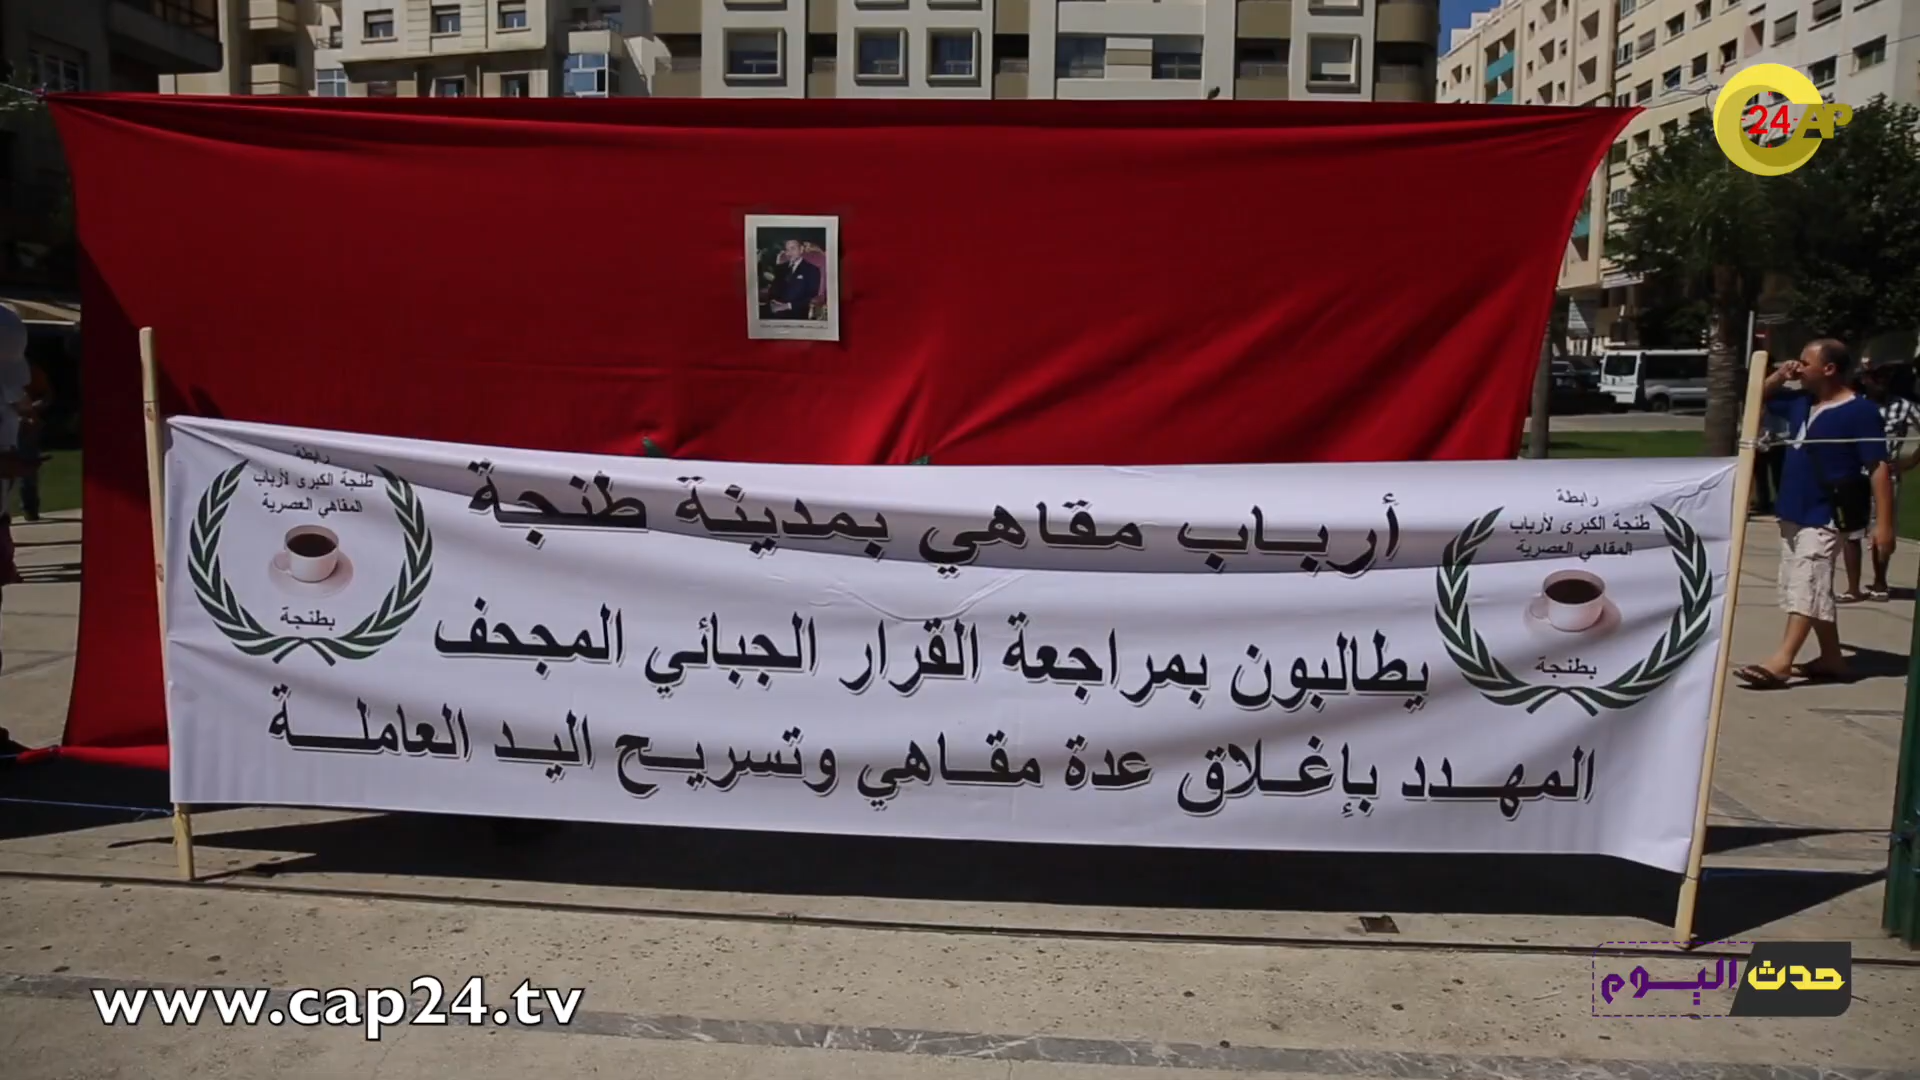 24 CAP
رابطة
طنجة الكبرى لأرباب
المقاهي العصرية
بطنجة
أرباب مقاهي بمدينة طنجة
يطالبون بمراجعة القرار الجبائي المجحف
المهدد بإغلاق عدة مقاهي وتسريح اليد العاملة
رابطة
طنجة الكبرى لأرباب
المقاهي العصرية
بطنجة
حدث اليوم
www.cap24.tv